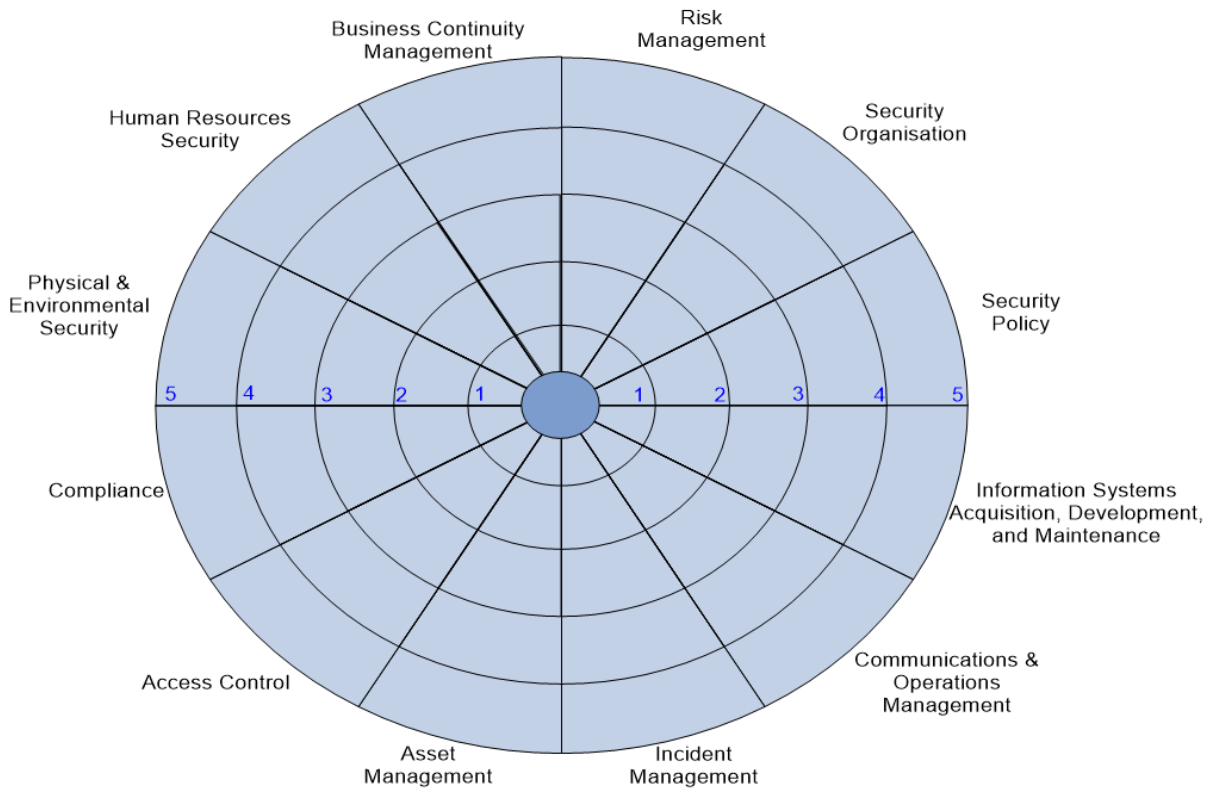 Business Continuity
Management
Risk
Management
Human Resources
Security
Security
Organisation
Physical &
Environmental
Security
Security
Policy
5 4 3 2 1 1 2 3 4 5
Compliance
Information Systems
Acquisition, Development,
and Maintenance
Access Control
Communications &
Operations
Management
Asset
Management
Incident
Management